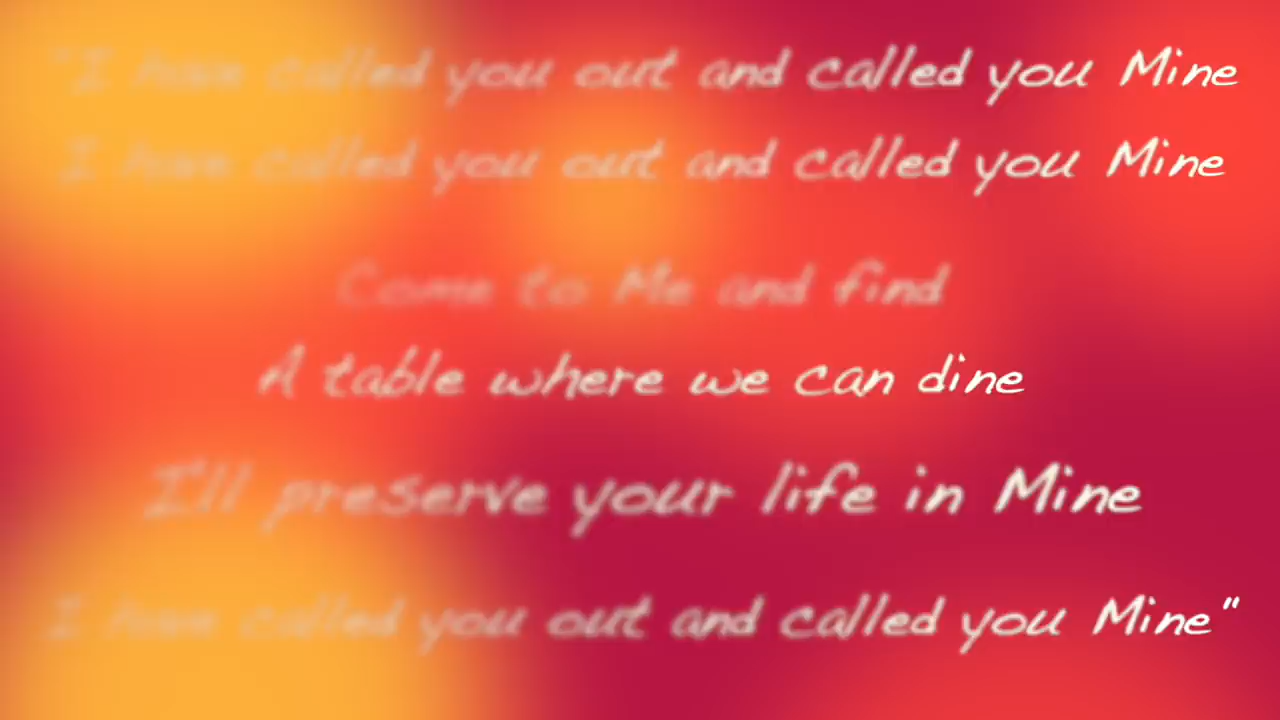 "I have called you out and called you Mine
I have called you out and called you Mine
Come to Me and find
A table where we can dine
I'll preserve your life in Mine
I have called you out and called you Mine"